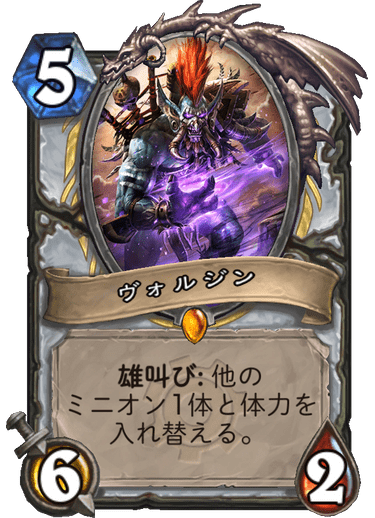 5
ヴォルジン
雄叫び: 他の
ミニオン1体と体力を
入れ替える。
6
2